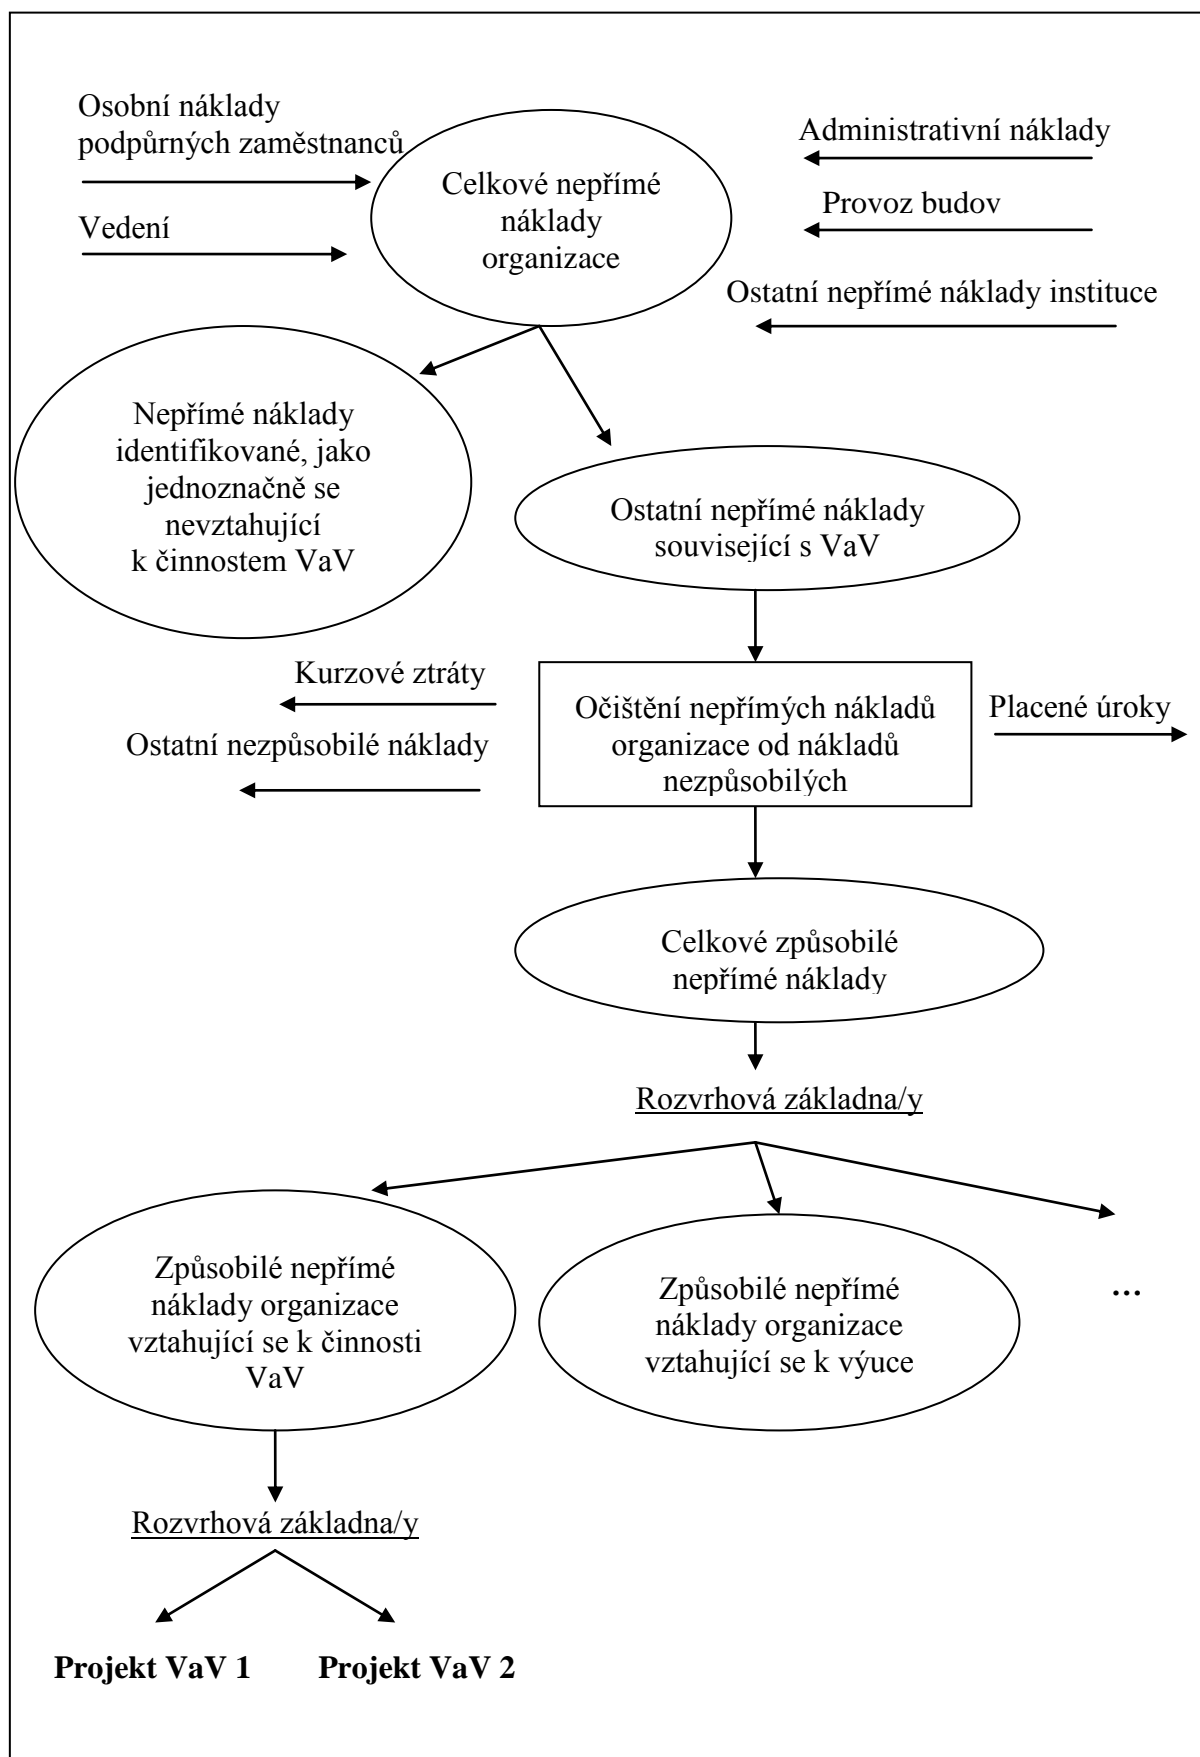 Osobní náklady
podpůrných zaměstnanců
Vedení
Celkové nepřímé
náklady
organizace
Administrativní náklady
Provoz budov
Ostatní nepřímé náklady instituce
Nepřímé náklady
identifikované, jako
jednoznačně se
nevztahující
k činnostem VaV
Ostatní nepřímé náklady
související s VaV
Kurzové ztráty
Ostatní nezpůsobilé náklady
Očištění nepřímých nákladů
organizace od nákladů
nezpůsobilých
Placené úroky
Celkové způsobilé
nepřímé náklady
Rozvrhová základna/y
Způsobilé nepřímé
náklady organizace
vztahující se k činnosti
VaV
Způsobilé nepřímé
náklady organizace
vztahující se k výuce
...
Rozvrhová základna/y
Projekt VaV 1
Projekt VaV 2